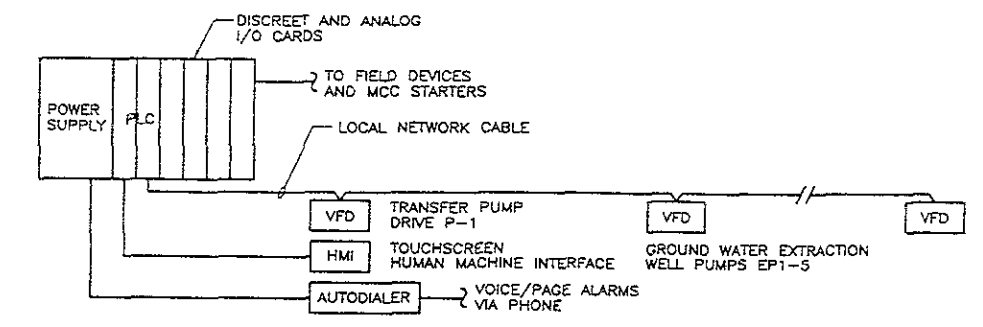 DISCREET AND ANALOG
I/O CARDS
TO FIELD DEVICES
AND MCC STARTERS
POWER
SUPPLY
PLC
LOCAL NETWORK CABLE
VFD
TRANSFER PUMP
DRIVE P-1
VFD
VFD
GROUND WATER EXTRACTION
WELL PUMPS EP1-5
HMI
TOUCHSCREEN
HUMAN MACHINE INTERFACE
AUTODIALER
VOICE/PAGE ALARMS
VIA PHONE